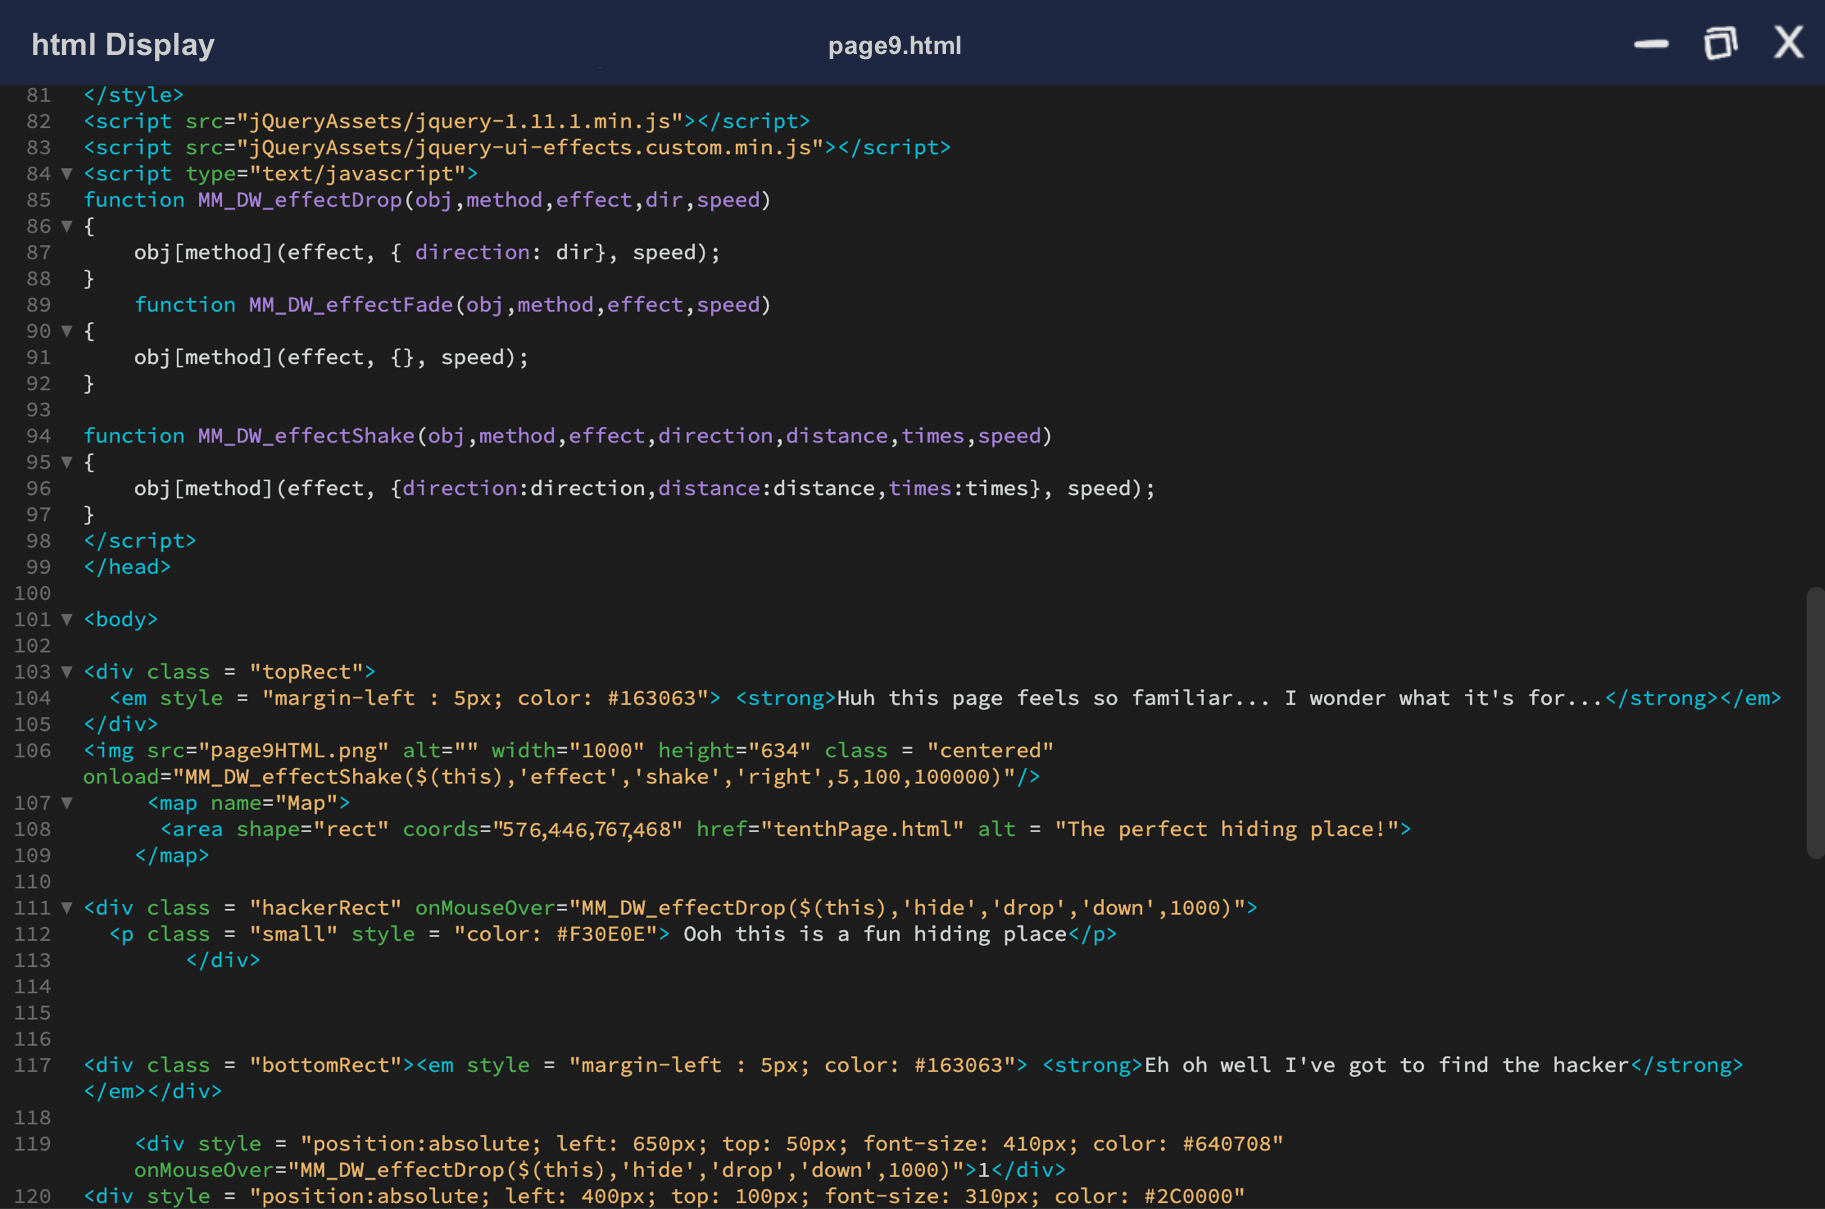 html Display
page9.html
81 </style>
82 <script src="jQueryAssets/jquery-1.11.1.min.js"></script>
83 <script src="jQueryAssets/jquery-ui-effects.custom.min.js"></script>
84 ▼ <script type="text/javascript">
85 function MM_DW_effectDrop(obj,method,effect,dir,speed)
86 ▼ {
87     obj[method](effect, { direction: dir}, speed);
88 }
89     function MM_DW_effectFade(obj,method,effect,speed)
90 ▼ {
91     obj[method](effect, {}, speed);
92 }
93
94 function MM_DW_effectShake(obj,method,effect,direction,distance,times,speed)
95 ▼ {
96     obj[method](effect, {direction:direction,distance:distance,times:times}, speed);
97 }
98 </script>
99 </head>
100
101 ▼ <body>
102
103 ▼ <div class = "topRect">
104   <em style = "margin-left : 5px; color: #163063"> <strong>Huh this page feels so familiar... I wonder what it's for...</strong></em>
105 </div>
106 <img src="page9HTML.png" alt="" width="1000" height="634" class = "centered"
onload="MM_DW_effectShake($(this),'effect','shake','right',5,100,100000)"/>
107 ▼      <map name="Map">
108       <area shape="rect" coords="576,446,767,468" href="tenthPage.html" alt = "The perfect hiding place!">
109     </map>
110
111 ▼ <div class = "hackerRect" onMouseOver="MM_DW_effectDrop($(this),'hide','drop','down',1000)">
112   <p class = "small" style = "color: #F30E0E"> Ooh this is a fun hiding place</p>
113         </div>
114
115
116
117 <div class = "bottomRect"><em style = "margin-left : 5px; color: #163063"> <strong>Eh oh well I've got to find the hacker</strong>
</em></div>
118
119     <div style = "position:absolute; left: 650px; top: 50px; font-size: 410px; color: #640708"
onMouseOver="MM_DW_effectDrop($(this),'hide','drop','down',1000)">1</div>
120 <div style = "position:absolute; left: 400px; top: 100px; font-size: 310px; color: #2C0000"